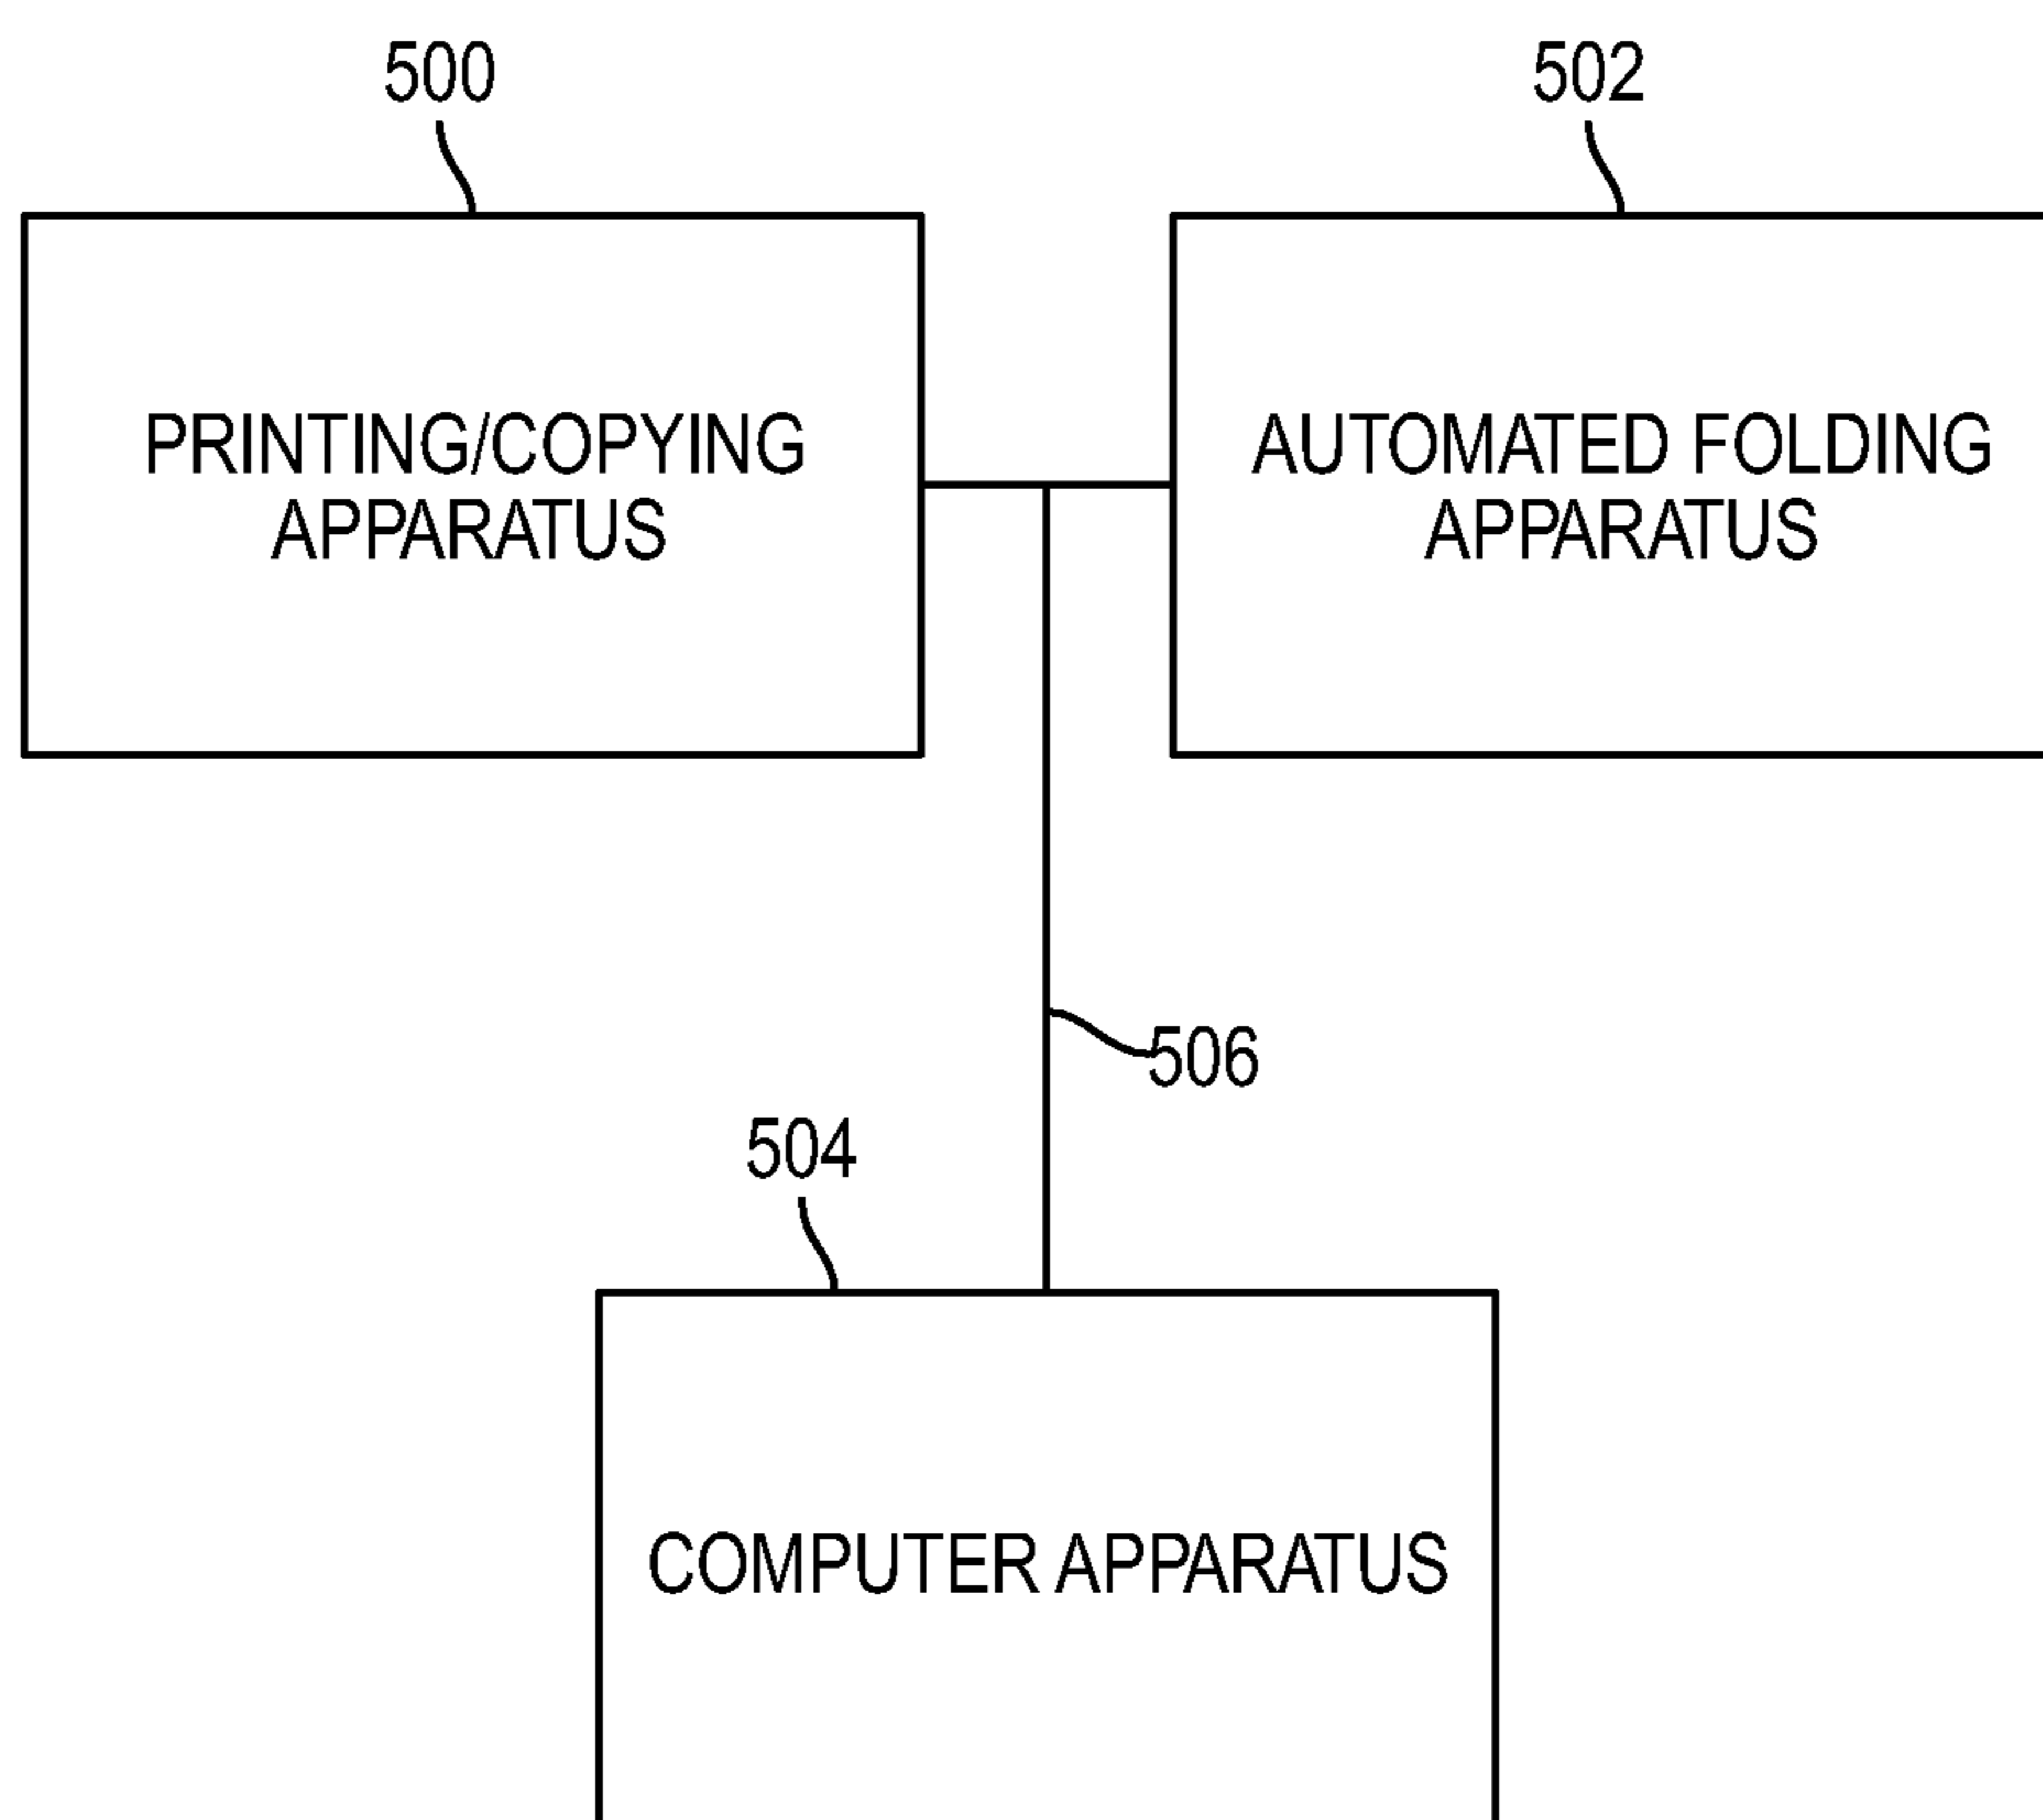 500
502
PRINTING/COPYING
APPARATUS
AUTOMATED FOLDING
APPARATUS
506
504
COMPUTER APPARATUS